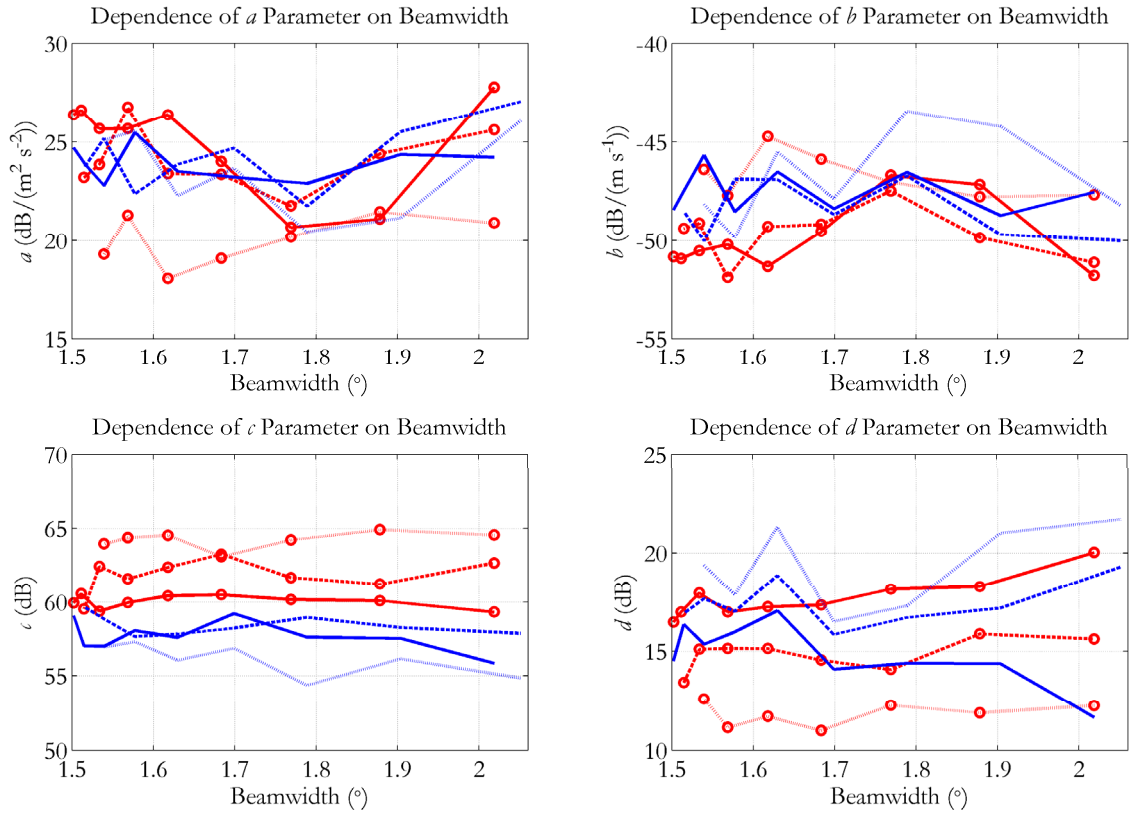 Dependence of a Parameter on Beamwidth
30
25
20
15
a (dB/(m² s⁻²))
1.5 1.6 1.7 1.8 1.9 2
Beamwidth (°)
Dependence of b Parameter on Beamwidth
-40
-45
-50
-55
b (dB/(m s⁻¹))
1.5 1.6 1.7 1.8 1.9 2
Beamwidth (°)
Dependence of c Parameter on Beamwidth
70
65
60
55
50
c (dB)
1.5 1.6 1.7 1.8 1.9 2
Beamwidth (°)
Dependence of d Parameter on Beamwidth
25
20
15
10
d (dB)
1.5 1.6 1.7 1.8 1.9 2
Beamwidth (°)